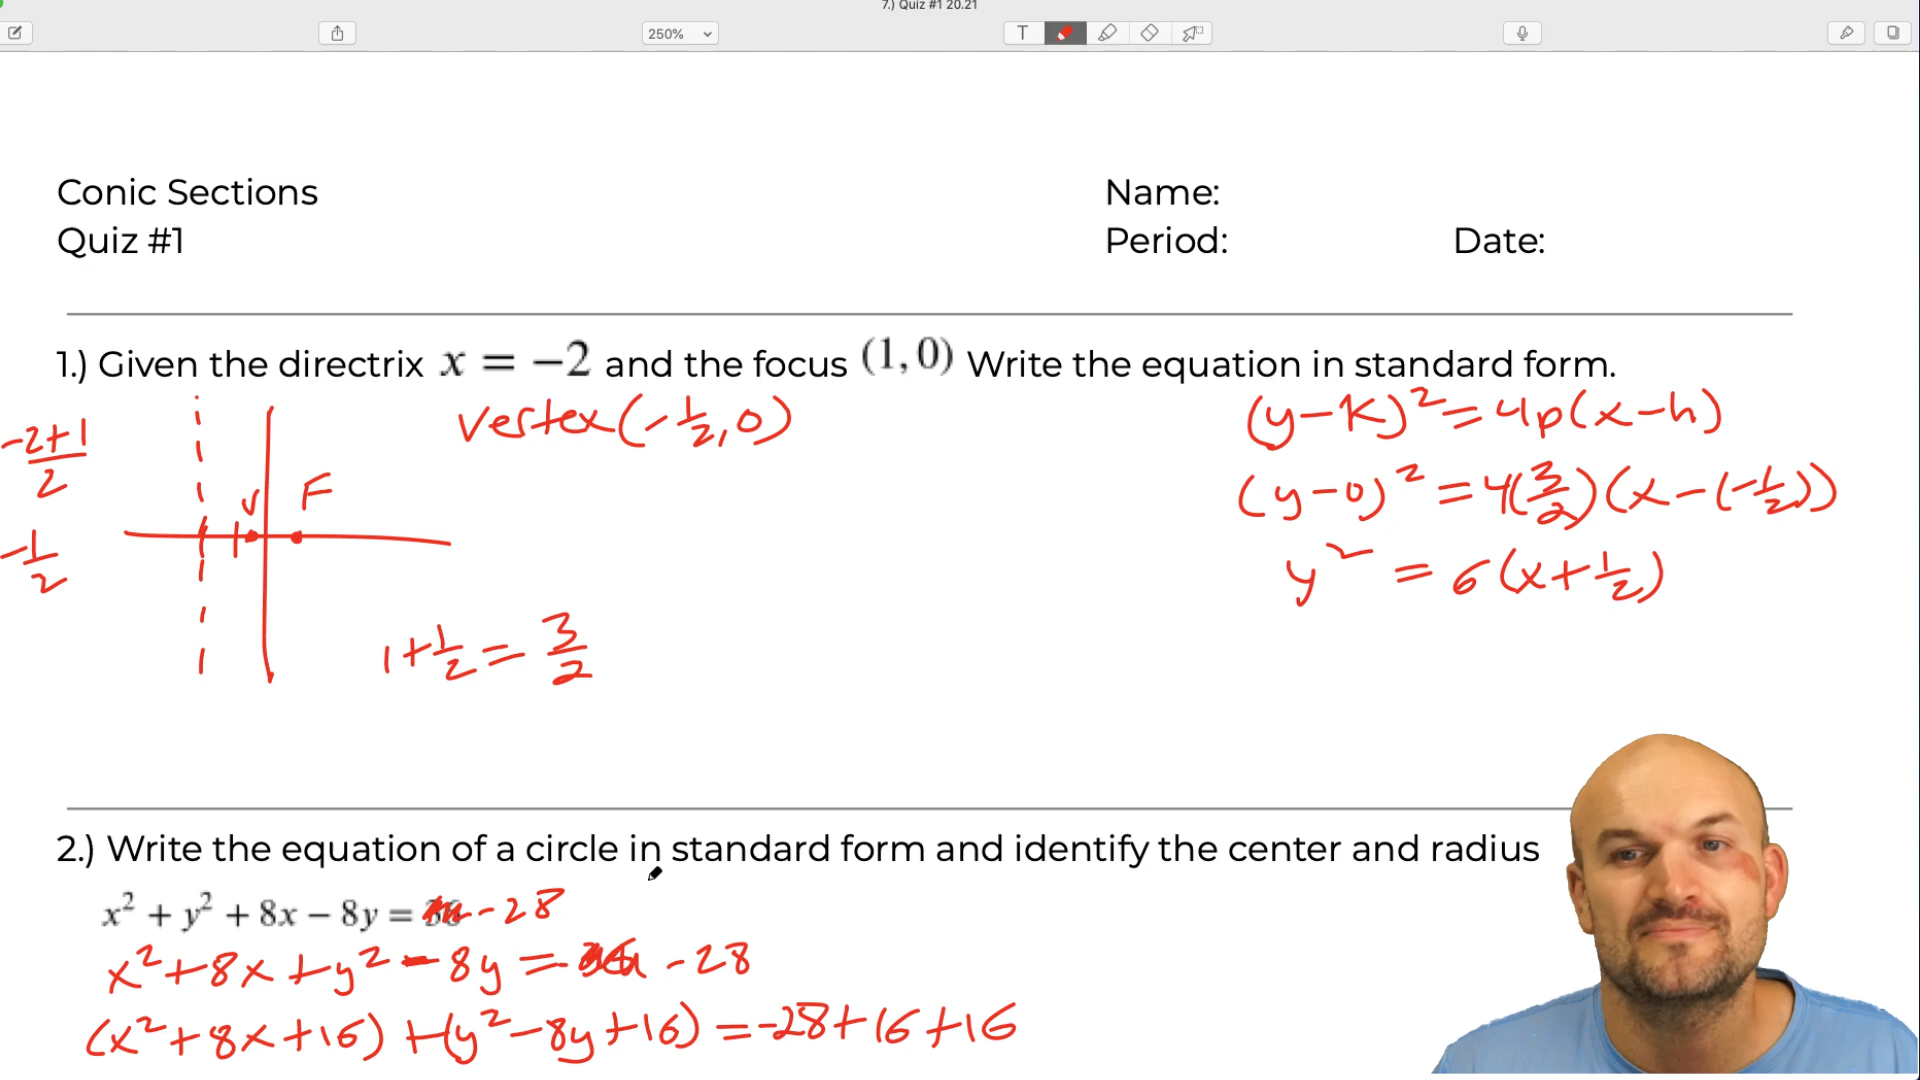 7.) Quiz #1 20.21
250%
T
Conic Sections
Name:
Quiz #1
Period:
Date:
1.) Given the directrix x = −2 and the focus (1, 0) Write the equation in standard form.
vertex(-1/2, 0)
(y-k)²=4p(x-h)
-2+1/2
V
F
(y-0)²=4(3/2)(x-(-1/2))
-1/2
y²=6(x+1/2)
1+1/2=3/2
2.) Write the equation of a circle in standard form and identify the center and radius
x² + y² + 8x − 8y = -28
x²+8x+y²-8y=-28
(x²+8x+16)+(y²-8y+16)=-28+16+16